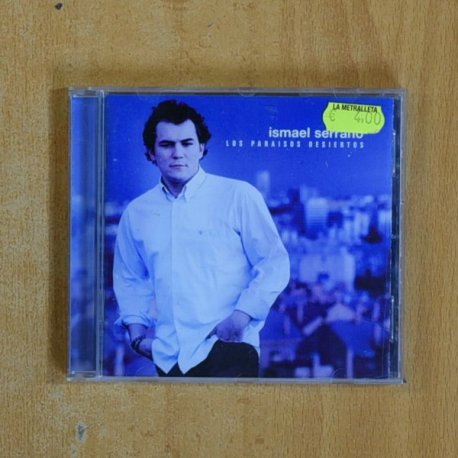 LA METRALLETA
€ 4,00
ismael serrano
LOS PARAISOS DESIERTOS